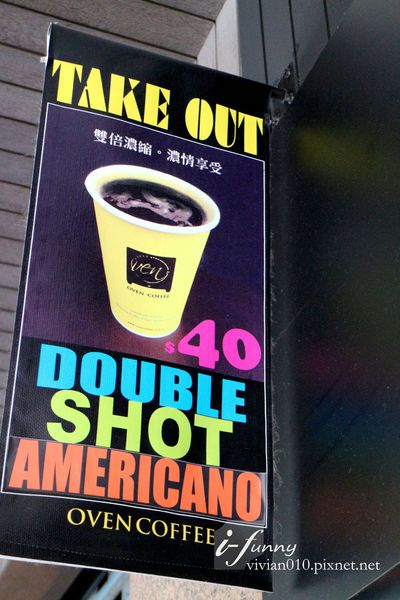 TAKE OUT
雙倍濃縮。濃情享受
ven
OVEN COFFEE
$40
DOUBLE
SHOT
AMERICANO
OVEN COFFEE
i-funny
vivian010.pixnet.net